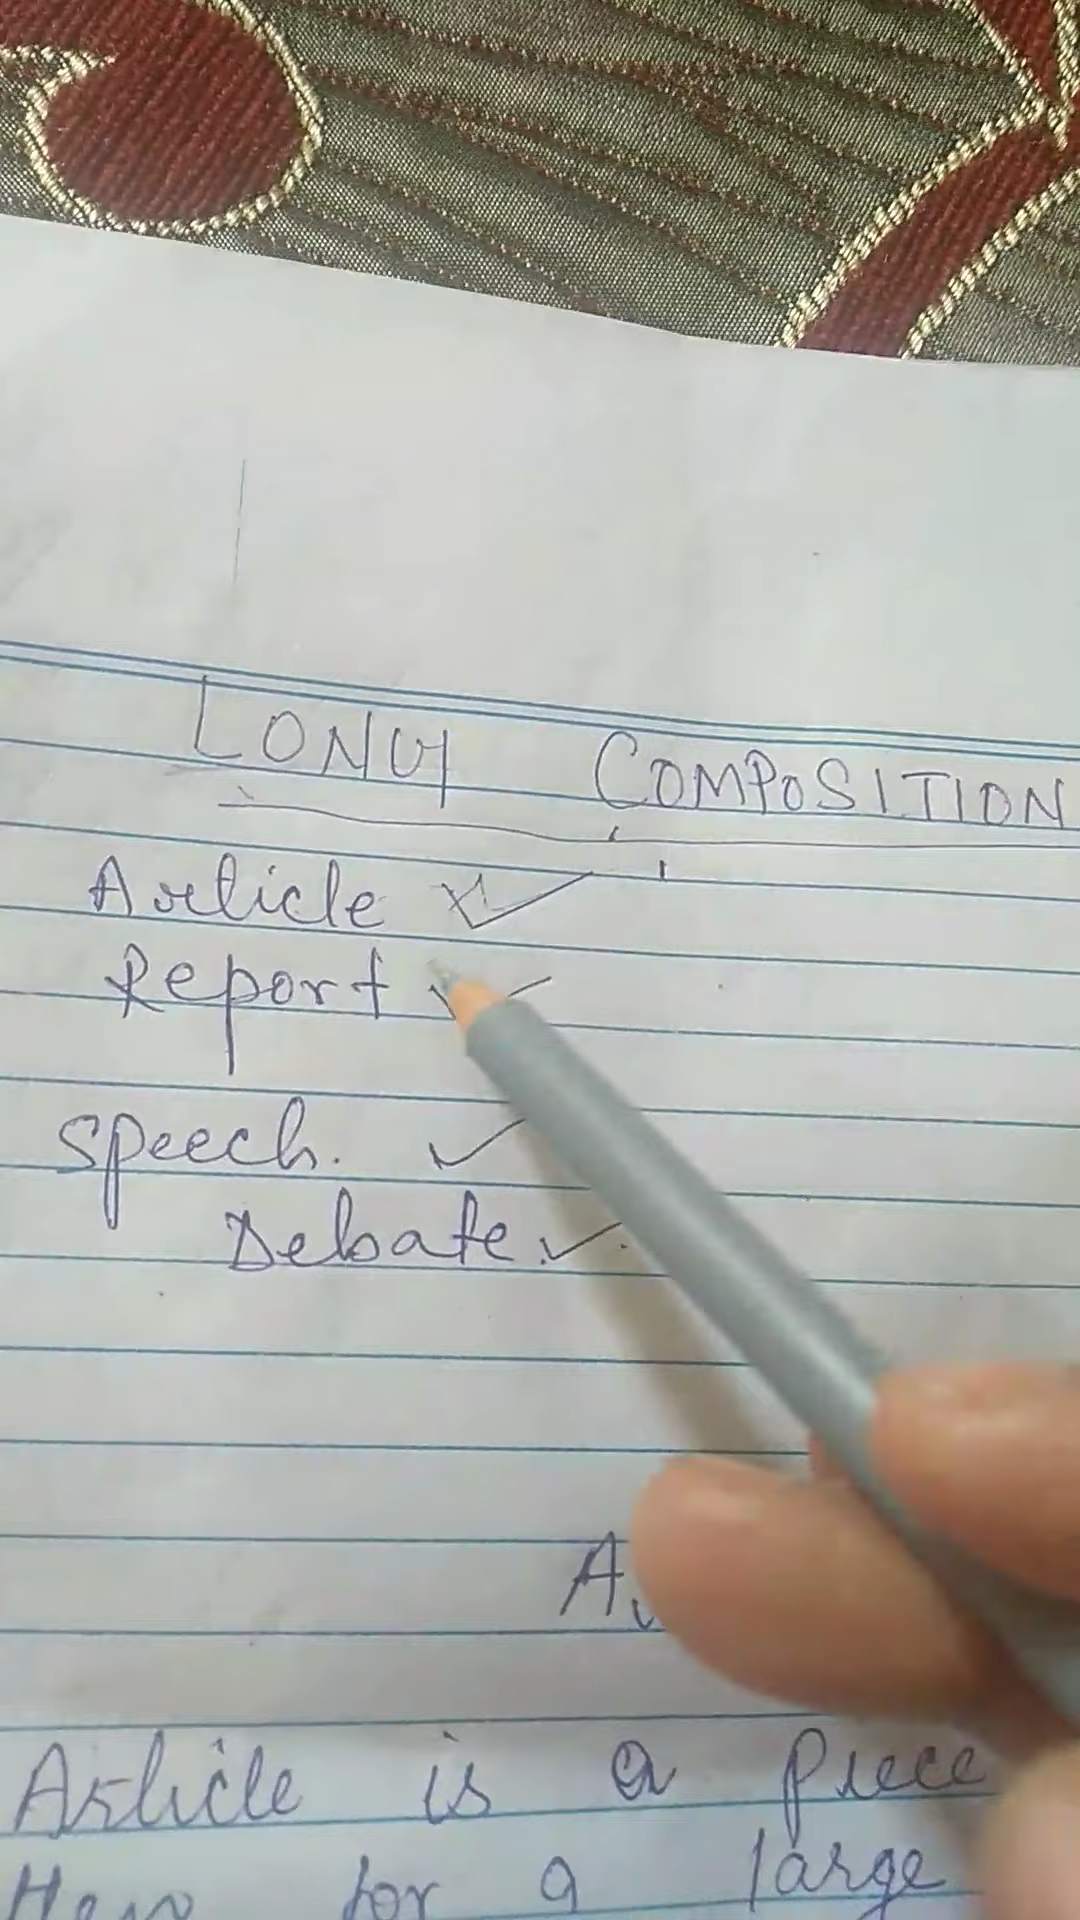 LONG COMPOSITION
Article
Report
Speech.
Debate.
Article is a piece
for a large